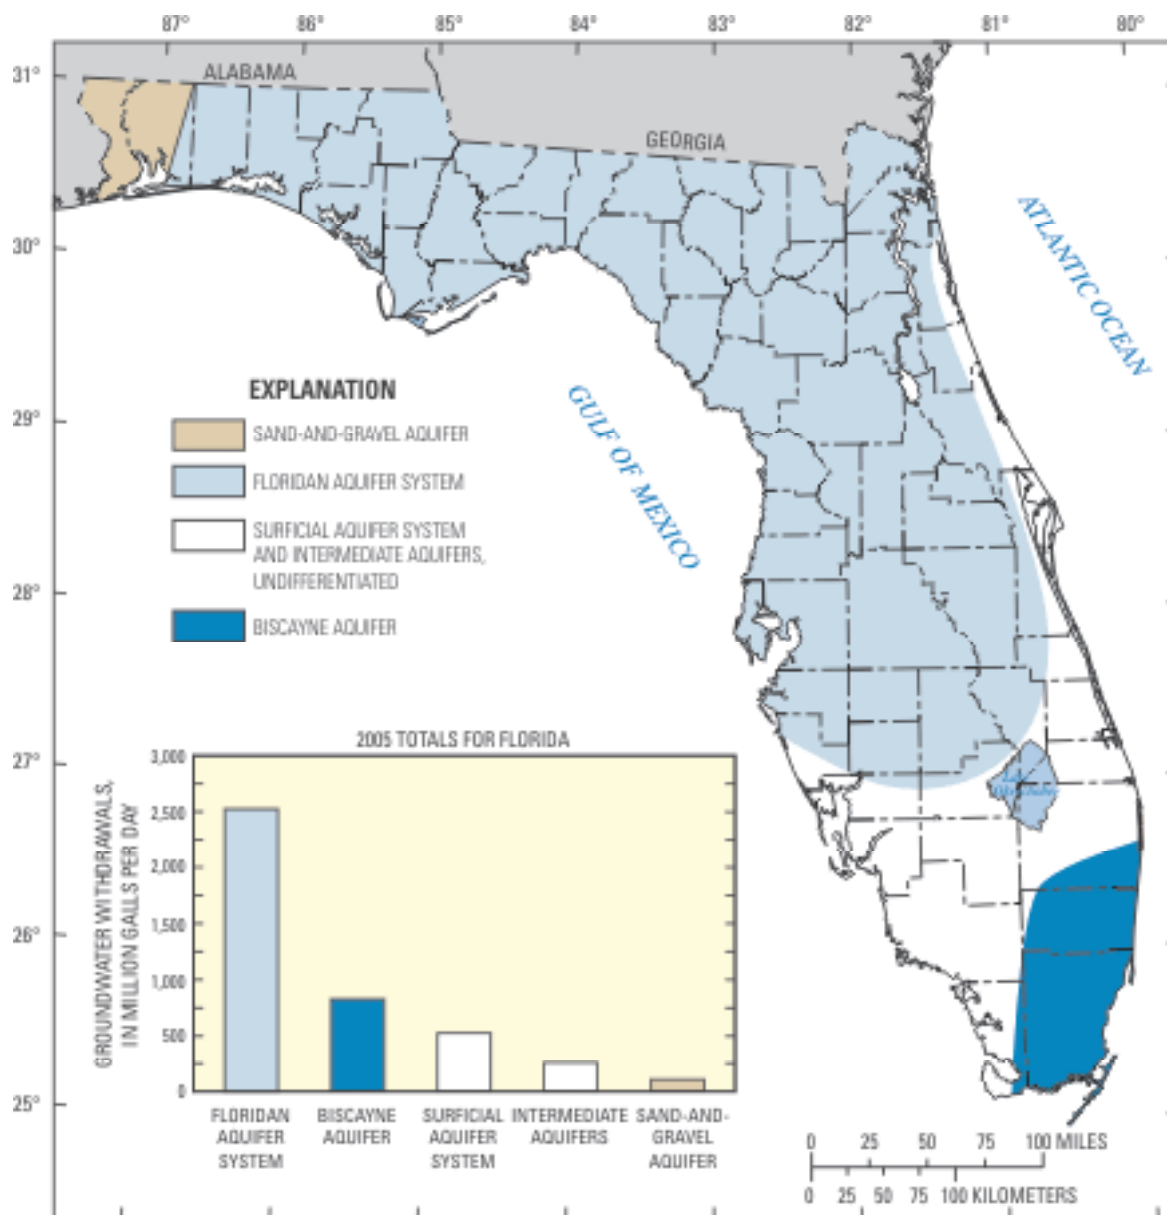 87° 86° 85° 84° 83° 82° 81° 80°
31°
30°
29°
28°
27°
26°
25°
ALABAMA
GEORGIA
ATLANTIC OCEAN
GULF OF MEXICO
EXPLANATION
SAND-AND-GRAVEL AQUIFER
FLORIDAN AQUIFER SYSTEM
SURFICIAL AQUIFER SYSTEM
AND INTERMEDIATE AQUIFERS,
UNDIFFERENTIATED
BISCAYNE AQUIFER
Lake
2005 TOTALS FOR FLORIDA
GROUNDWATER WITHDRAWALS,
IN MILLION GALLS PER DAY
3,000
2,500
2,000
1,500
1,000
500
0
FLORIDAN
AQUIFER
SYSTEM
BISCAYNE
AQUIFER
SURFICIAL
AQUIFER
SYSTEM
INTERMEDIATE
AQUIFERS
SAND-AND-
GRAVEL
AQUIFER
0 25 50 75 100 MILES
0 25 50 75 100 KILOMETERS